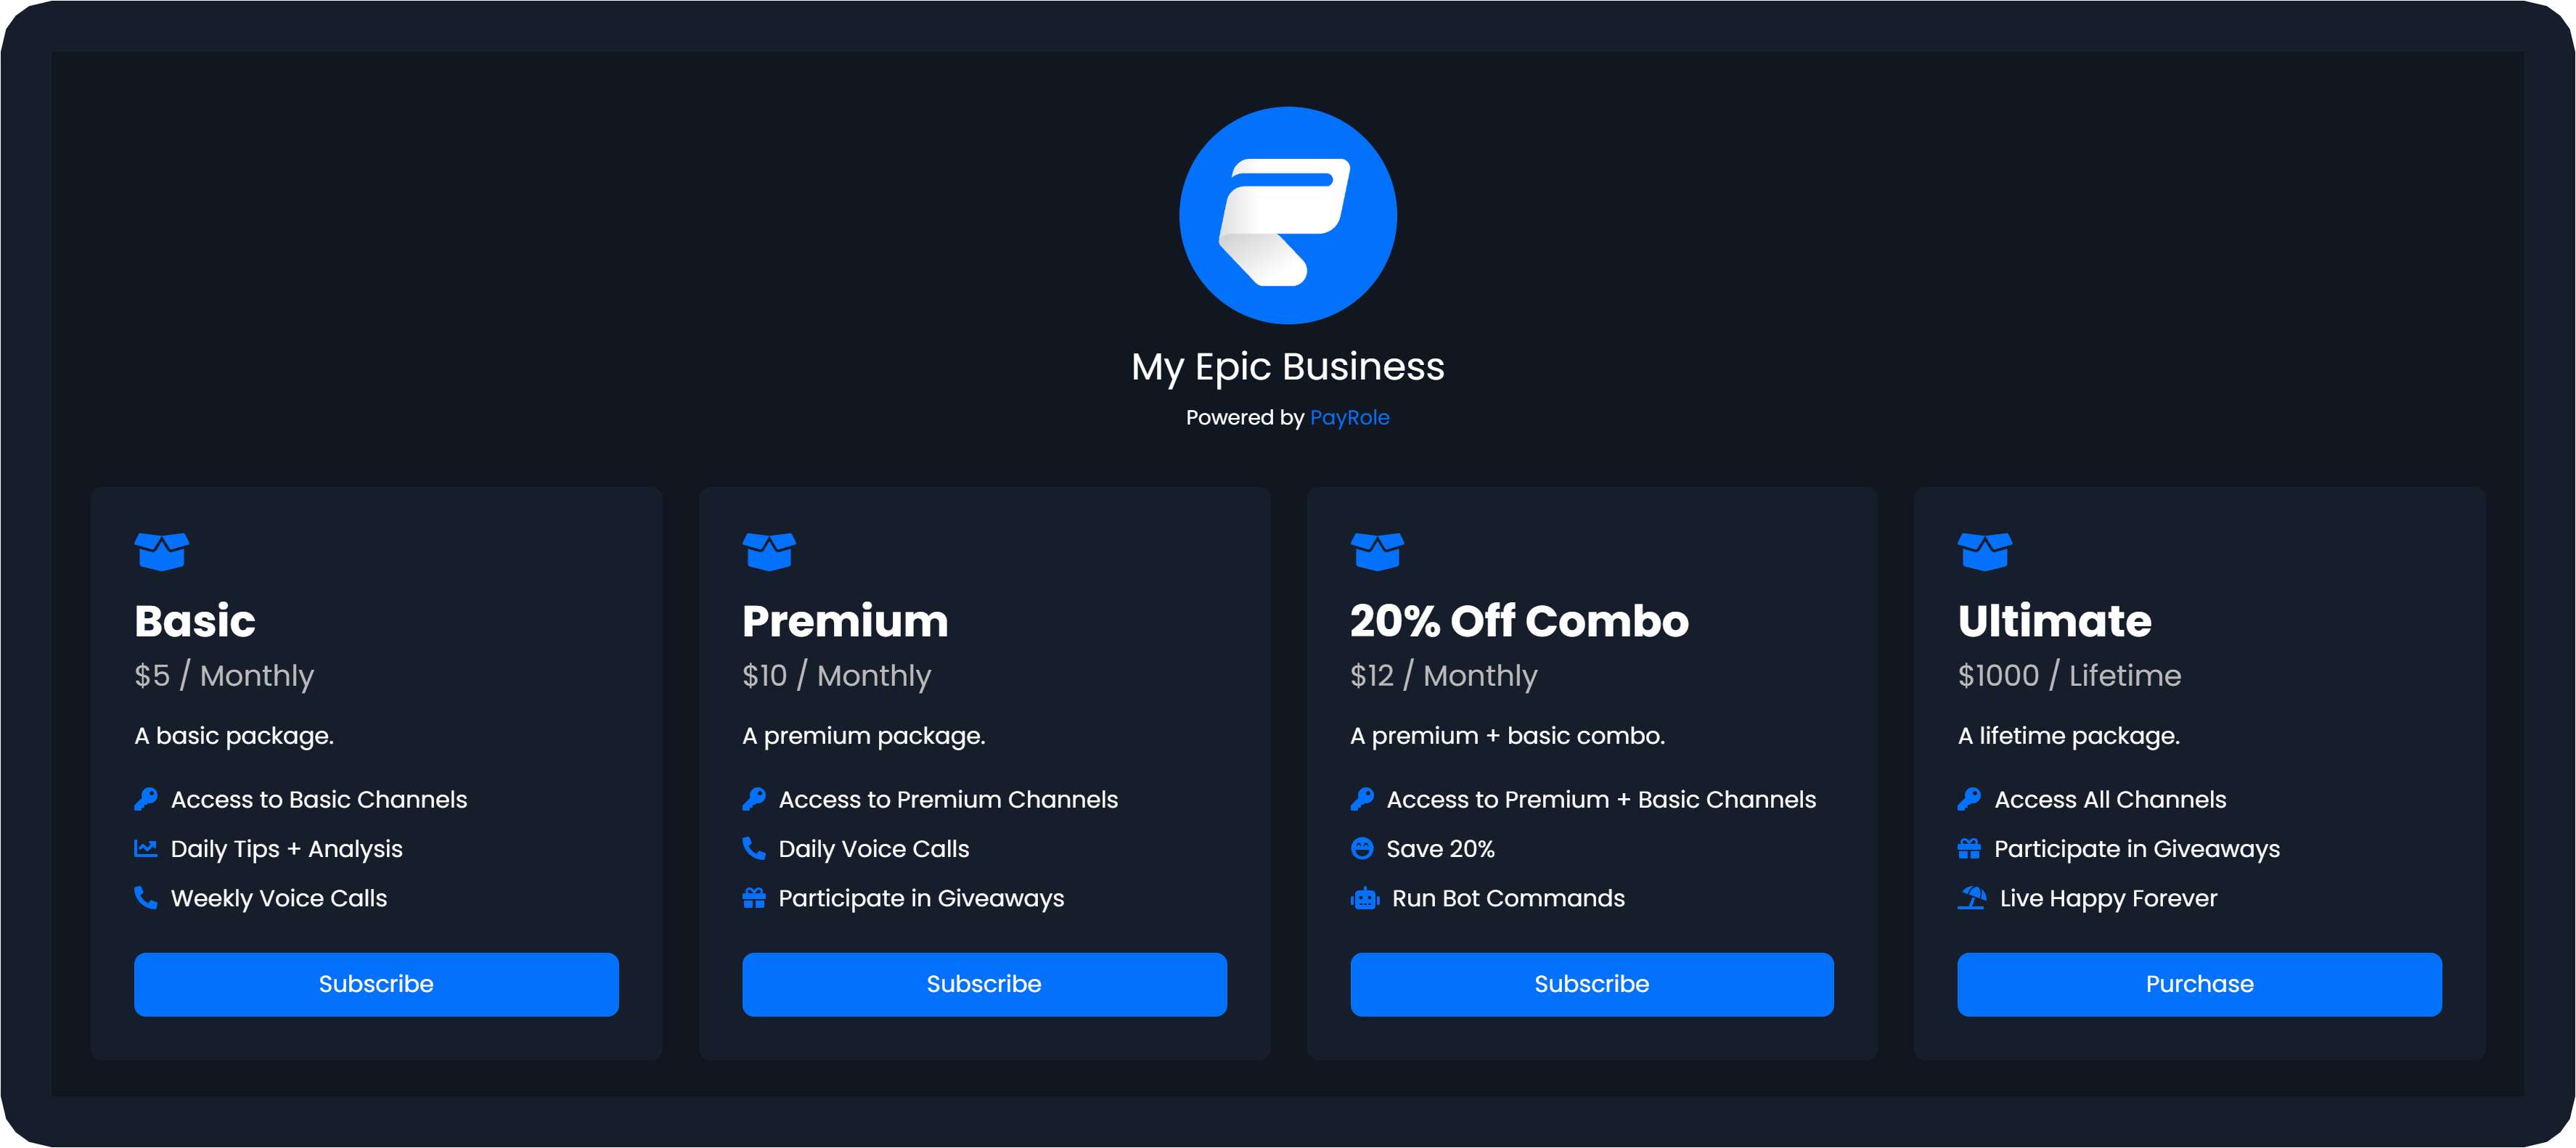 My Epic Business
Powered by PayRole
Basic
$5 / Monthly
A basic package.
Access to Basic Channels
Daily Tips + Analysis
Weekly Voice Calls
Subscribe
Premium
$10 / Monthly
A premium package.
Access to Premium Channels
Daily Voice Calls
Participate in Giveaways
Subscribe
20% Off Combo
$12 / Monthly
A premium + basic combo.
Access to Premium + Basic Channels
Save 20%
Run Bot Commands
Subscribe
Ultimate
$1000 / Lifetime
A lifetime package.
Access All Channels
Participate in Giveaways
Live Happy Forever
Purchase